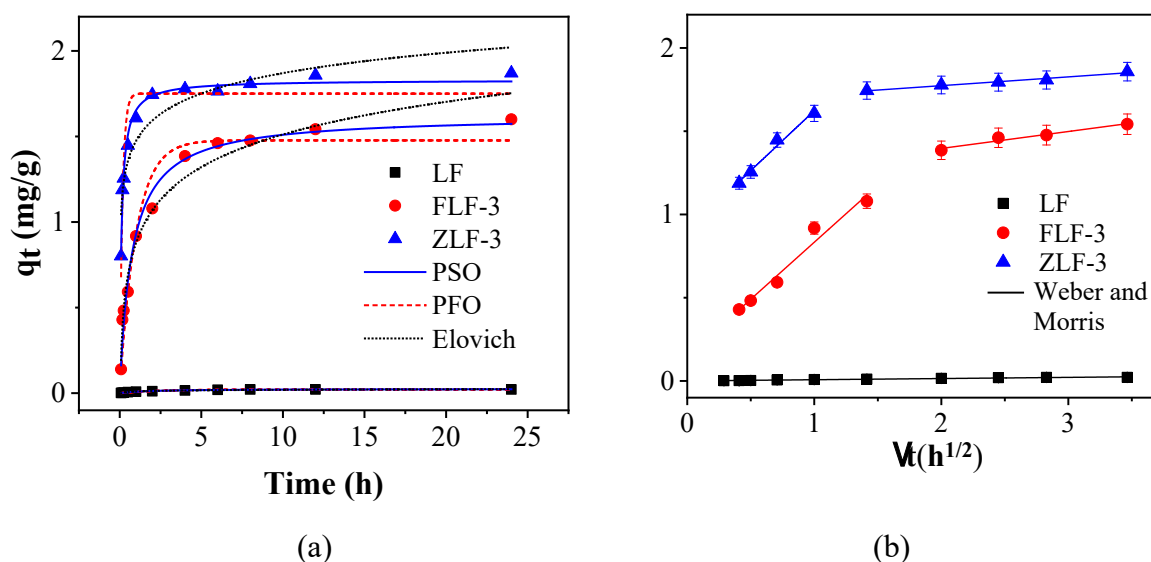 2
1
0
qt (mg/g)
LF
FLF-3
ZLF-3
PSO
PFO
Elovich
0 5 10 15 20 25
Time (h)
(a)
2
1
0
LF
FLF-3
ZLF-3
Weber and
Morris
0 1 2 3
√t(h1/2)
(b)